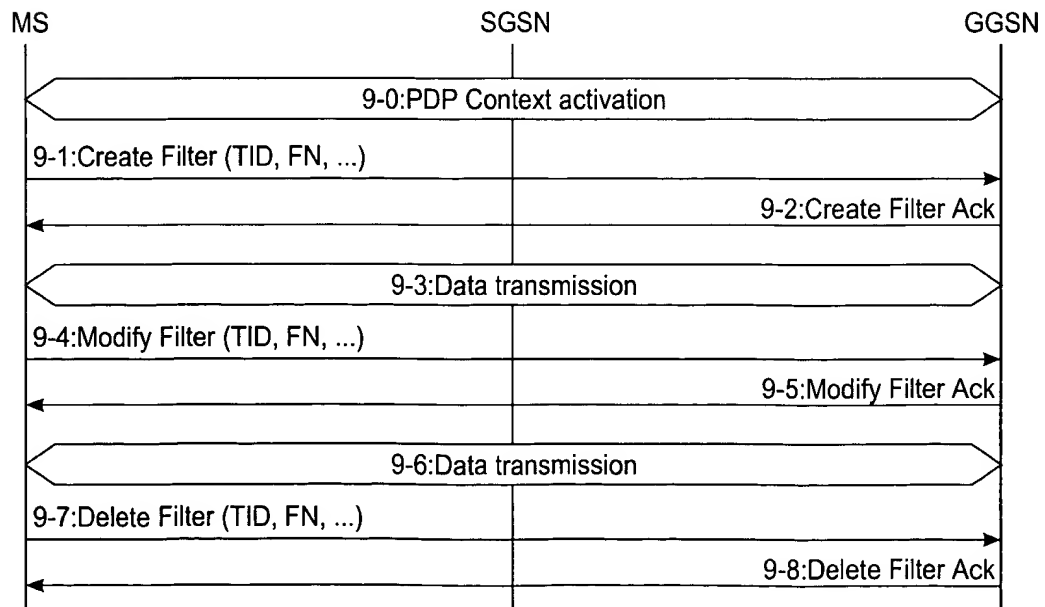 MS
SGSN
GGSN
9-0:PDP Context activation
9-1:Create Filter (TID, FN, ...)
9-2:Create Filter Ack
9-3:Data transmission
9-4:Modify Filter (TID, FN, ...)
9-5:Modify Filter Ack
9-6:Data transmission
9-7:Delete Filter (TID, FN, ...)
9-8:Delete Filter Ack